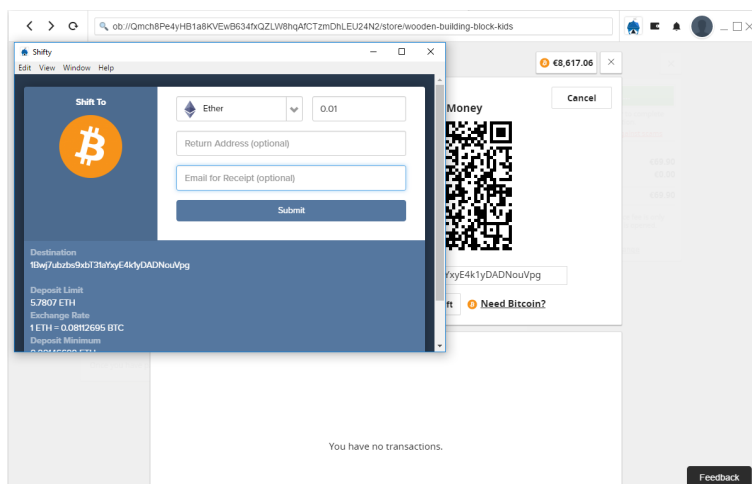 ob://Qmch8Pe4yHB1a8KVEwB634fxQZLW8hqAfCTzmDhLEU24N2/store/wooden-building-block-kids
Shifty
Edit View Window Help
Shift To
Ether
0.01
Return Address (optional)
Email for Receipt (optional)
Submit
Destination
1Bwj7ubzbs9xbT31aYxyE4k1yDADNouVpg
Deposit Limit
5.7807 ETH
Exchange Rate
1 ETH = 0.08112695 BTC
Deposit Minimum
€8,617.06
Money
Cancel
YxyE4k1yDADNouVpg
ft
Need Bitcoin?
You have no transactions.
Feedback